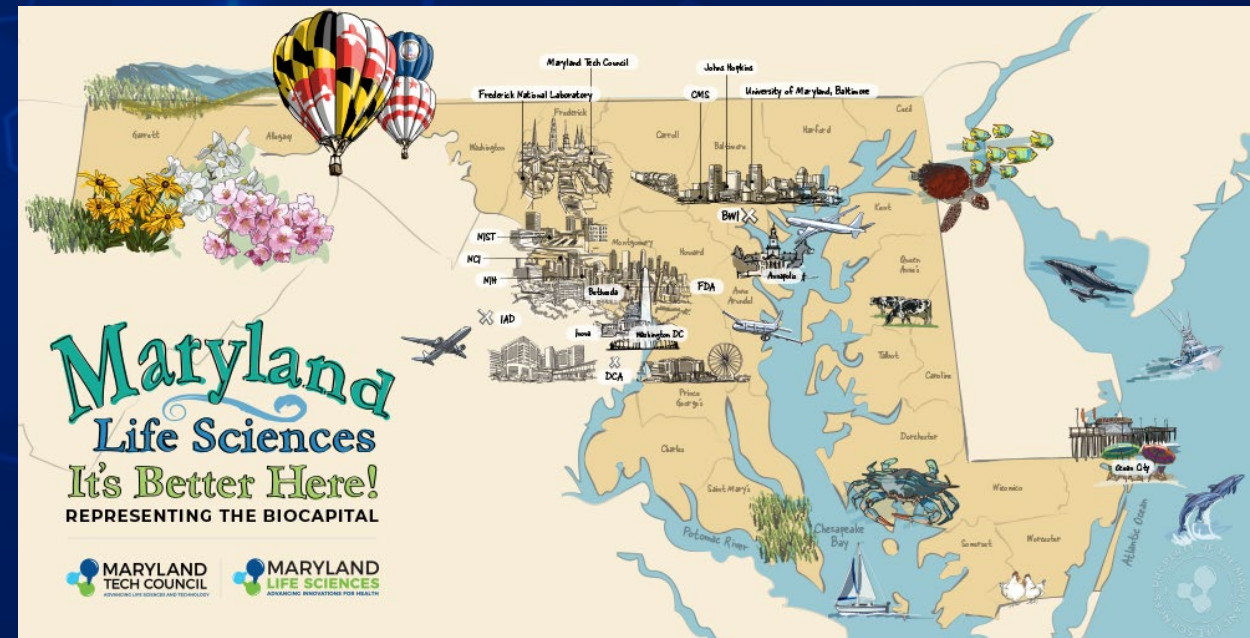 Maryland Tech Council
Johns Hopkins
Frederick National Laboratory
CMS
University of Maryland, Baltimore
Garrett
Allegany
Washington
Frederick
Carroll
Baltimore
Harford
Cecil
BWI
Kent
NIST
Montgomery
Howard
NCI
Annapolis
Queen
Anne's
NIH
Bethesda
FDA
Anne
Arundel
IAD
Inova
Washington DC
DCA
Talbot
Caroline
Prince
George's
Maryland
Life Sciences
It's Better Here!
REPRESENTING THE BIOCAPITAL
Charles
Dorchester
Ocean City
Saint Mary's
Wicomico
Potomac River
Chesapeake
Bay
Somerset
Worcester
Atlantic Ocean
MARYLAND
TECH COUNCIL
ADVANCING LIFE SCIENCES AND TECHNOLOGY
MARYLAND
LIFE SCIENCES
ADVANCING INNOVATIONS FOR HEALTH